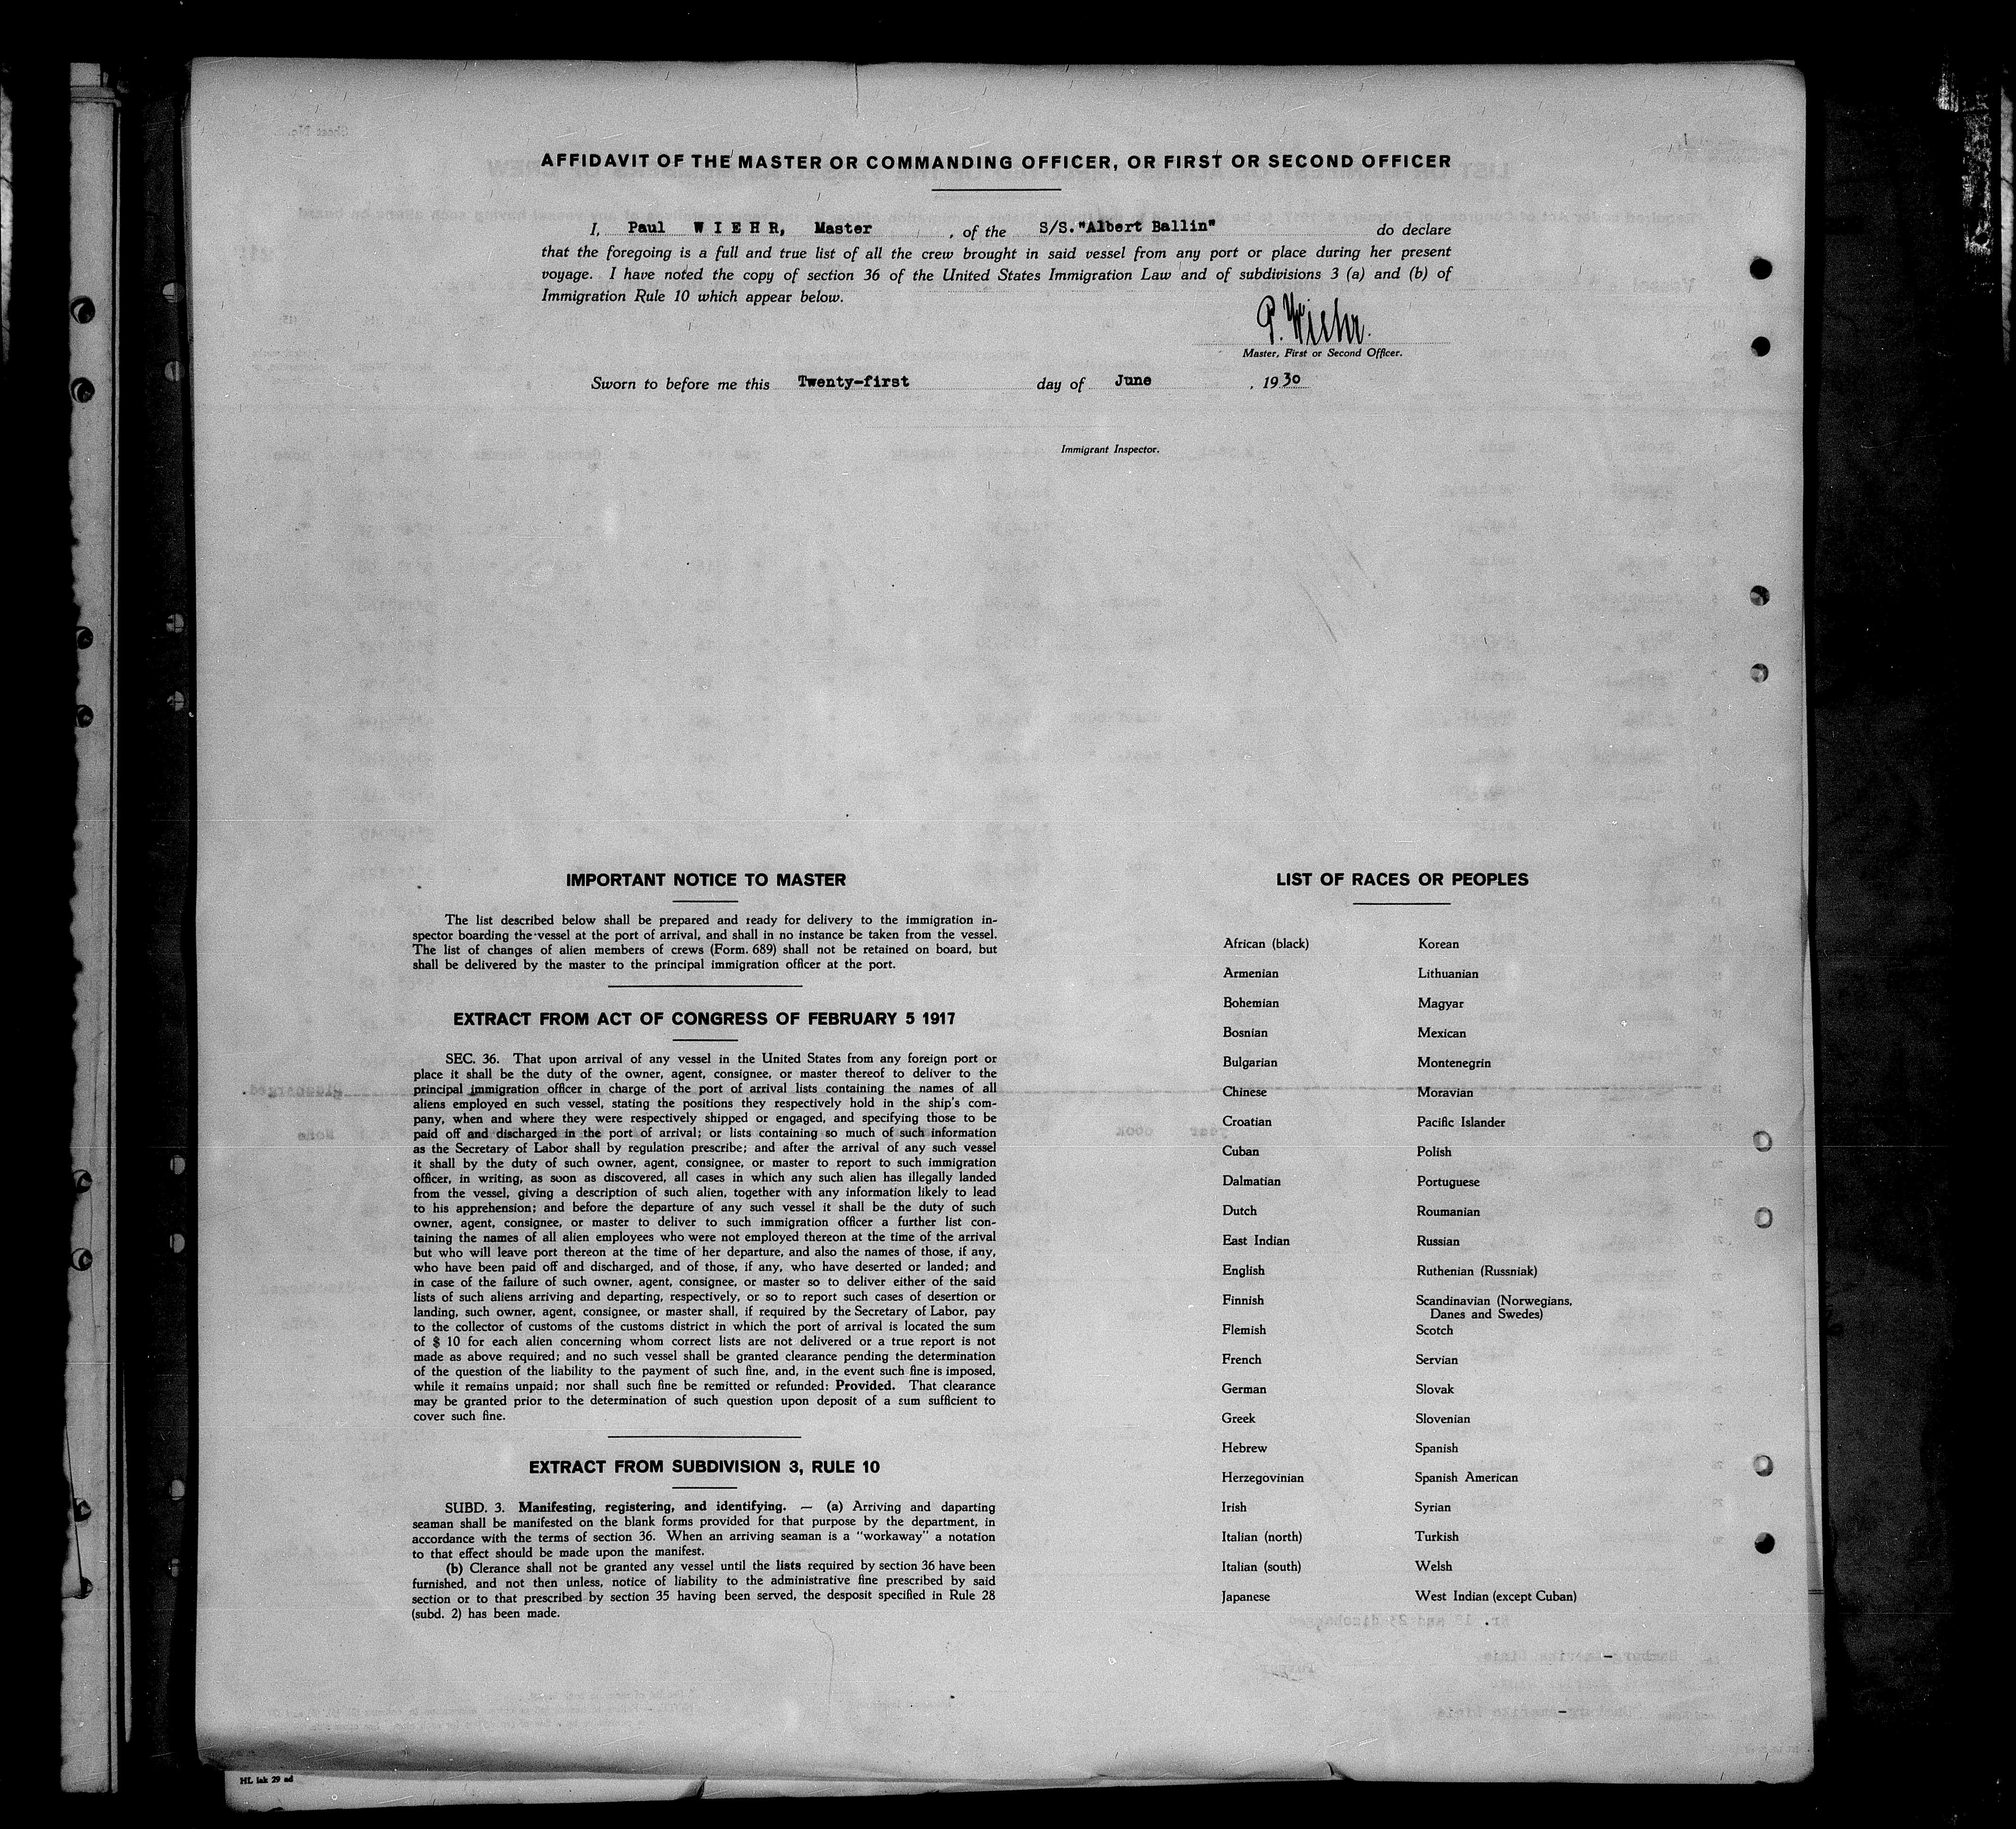 AFFIDAVIT OF THE MASTER OR COMMANDING OFFICER, OR FIRST OR SECOND OFFICER
I, Paul W I E H R, Master , of the S/S. "Albert Ballin" do declare
that the foregoing is a full and true list of all the crew brought in said vessel from any port or place during her present
voyage. I have noted the copy of section 36 of the United States Immigration Law and of subdivisions 3 (a) and (b) of
Immigration Rule 10 which appear below.
P. Wiehr.
Master, First or Second Officer.
Sworn to before me this Twenty-first day of June , 19 30
Immigrant Inspector.
IMPORTANT NOTICE TO MASTER
The list described below shall be prepared and ready for delivery to the immigration in-
spector boarding the vessel at the port of arrival, and shall in no instance be taken from the vessel.
The list of changes of alien members of crews (Form. 689) shall not be retained on board, but
shall be delivered by the master to the principal immigration officer at the port.
EXTRACT FROM ACT OF CONGRESS OF FEBRUARY 5 1917
SEC. 36. That upon arrival of any vessel in the United States from any foreign port or
place it shall be the duty of the owner, agent, consignee, or master thereof to deliver to the
principal immigration officer in charge of the port of arrival lists containing the names of all
aliens employed en such vessel, stating the positions they respectively hold in the ship's com-
pany, when and where they were respectively shipped or engaged, and specifying those to be
paid off and discharged in the port of arrival; or lists containing so much of such information
as the Secretary of Labor shall by regulation prescribe; and after the arrival of any such vessel
it shall by the duty of such owner, agent, consignee, or master to report to such immigration
officer, in writing, as soon as discovered, all cases in which any such alien has illegally landed
from the vessel, giving a description of such alien, together with any information likely to lead
to his apprehension; and before the departure of any such vessel it shall be the duty of such
owner, agent, consignee, or master to deliver to such immigration officer a further list con-
taining the names of all alien employees who were not employed thereon at the time of the arrival
but who will leave port thereon at the time of her departure, and also the names of those, if any,
who have been paid off and discharged, and of those, if any, who have deserted or landed; and
in case of the failure of such owner, agent, consignee, or master so to deliver either of the said
lists of such aliens arriving and departing, respectively, or so to report such cases of desertion or
landing, such owner, agent, consignee, or master shall, if required by the Secretary of Labor, pay
to the collector of customs of the customs district in which the port of arrival is located the sum
of $ 10 for each alien concerning whom correct lists are not delivered or a true report is not
made as above required; and no such vessel shall be granted clearance pending the determination
of the question of the liability to the payment of such fine, and, in the event such fine is imposed,
while it remains unpaid; nor shall such fine be remitted or refunded: Provided. That clearance
may be granted prior to the determination of such question upon deposit of a sum sufficient to
cover such fine.
EXTRACT FROM SUBDIVISION 3, RULE 10
SUBD. 3. Manifesting, registering, and identifying. — (a) Arriving and daparting
seaman shall be manifested on the blank forms provided for that purpose by the department, in
accordance with the terms of section 36. When an arriving seaman is a "workaway" a notation
to that effect should be made upon the manifest.
(b) Clerance shall not be granted any vessel until the lists required by section 36 have been
furnished, and not then unless, notice of liability to the administrative fine prescribed by said
section or to that prescribed by section 35 having been served, the desposit specified in Rule 28
(subd. 2) has been made.
LIST OF RACES OR PEOPLES
African (black)
Armenian
Bohemian
Bosnian
Bulgarian
Chinese
Croatian
Cuban
Dalmatian
Dutch
East Indian
English
Finnish
Flemish
French
German
Greek
Hebrew
Herzegovinian
Irish
Italian (north)
Italian (south)
Japanese
Korean
Lithuanian
Magyar
Mexican
Montenegrin
Moravian
Pacific Islander
Polish
Portuguese
Roumanian
Russian
Ruthenian (Russniak)
Scandinavian (Norwegians,
Danes and Swedes)
Scotch
Servian
Slovak
Slovenian
Spanish
Spanish American
Syrian
Turkish
Welsh
West Indian (except Cuban)
HL lak 29 ad